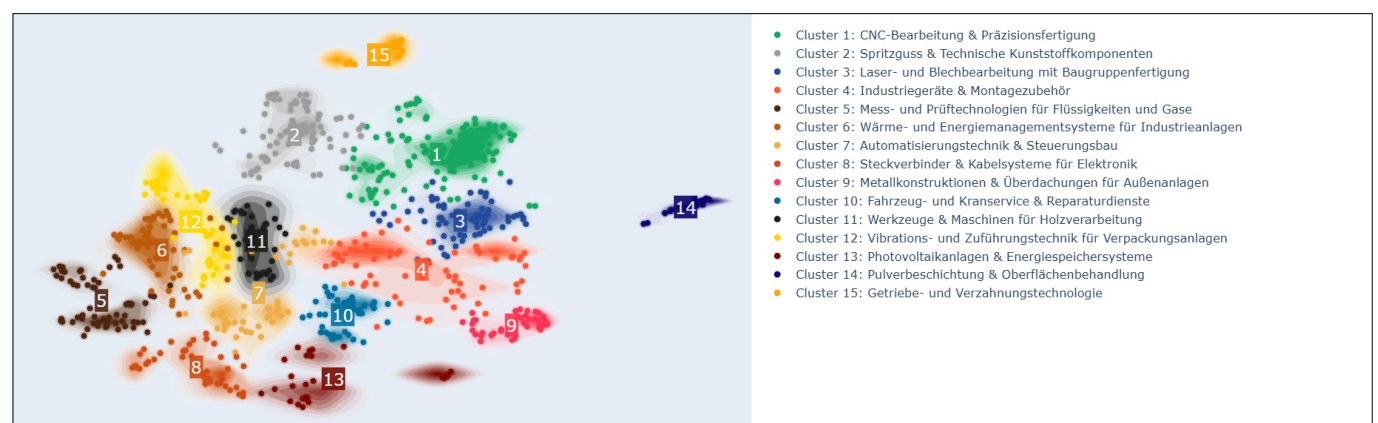 15
2
1
14
12
3
11
6
4
7
5
10
9
8
13
Cluster 1: CNC-Bearbeitung & Präzisionsfertigung
Cluster 2: Spritzguss & Technische Kunststoffkomponenten
Cluster 3: Laser- und Blechbearbeitung mit Baugruppenfertigung
Cluster 4: Industriegeräte & Montagezubehör
Cluster 5: Mess- und Prüftechnologien für Flüssigkeiten und Gase
Cluster 6: Wärme- und Energiemanagementsysteme für Industrieanlagen
Cluster 7: Automatisierungstechnik & Steuerungsbau
Cluster 8: Steckverbinder & Kabelsysteme für Elektronik
Cluster 9: Metallkonstruktionen & Überdachungen für Außenanlagen
Cluster 10: Fahrzeug- und Kranservice & Reparaturdienste
Cluster 11: Werkzeuge & Maschinen für Holzverarbeitung
Cluster 12: Vibrations- und Zuführungstechnik für Verpackungsanlagen
Cluster 13: Photovoltaikanlagen & Energiespeichersysteme
Cluster 14: Pulverbeschichtung & Oberflächenbehandlung
Cluster 15: Getriebe- und Verzahnungstechnologie